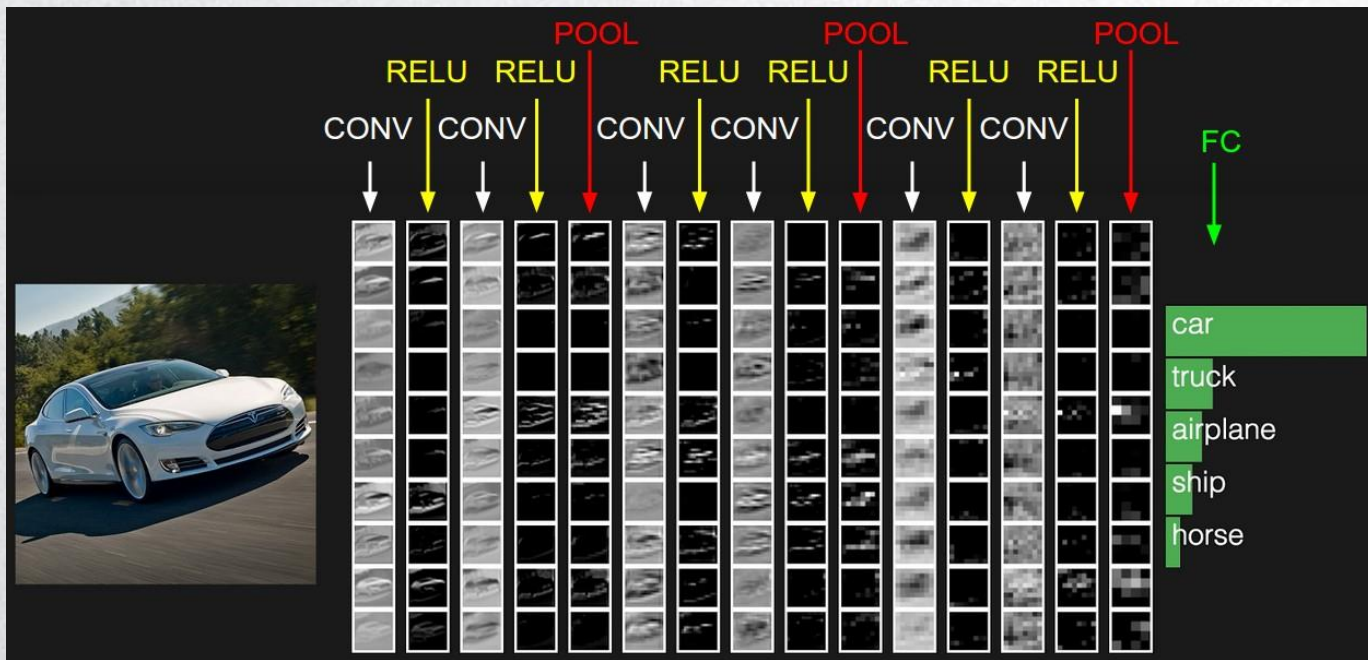 POOL POOL POOL
RELU RELU RELU RELU RELU RELU
CONV CONV CONV CONV CONV CONV
FC
car
truck
airplane
ship
horse